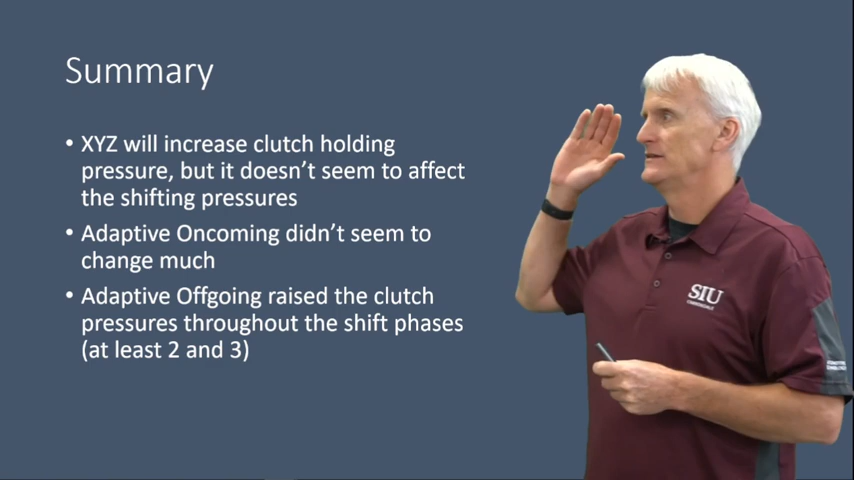 Summary
• XYZ will increase clutch holding
pressure, but it doesn’t seem to affect
the shifting pressures
• Adaptive Oncoming didn’t seem to
change much
• Adaptive Offgoing raised the clutch
pressures throughout the shift phases
(at least 2 and 3)
SIU